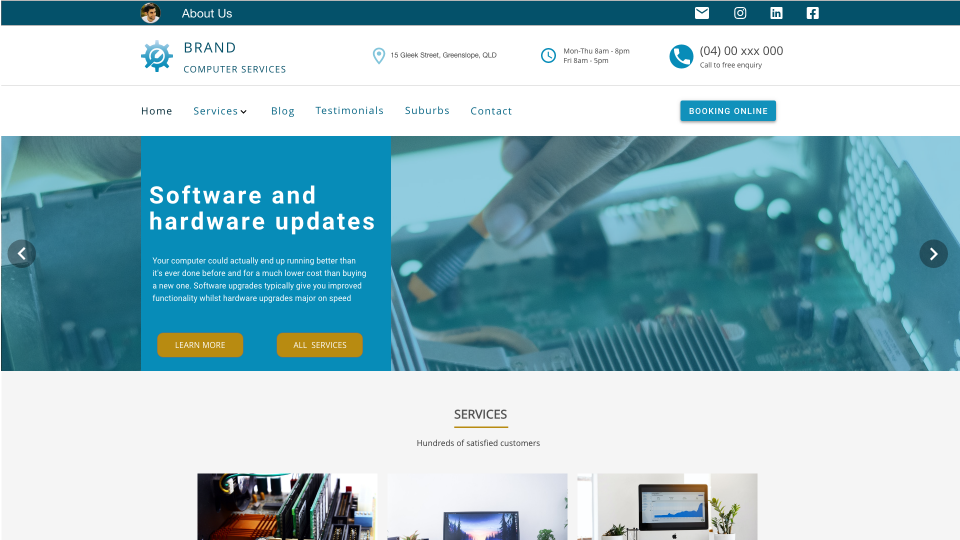 About Us
BRAND
COMPUTER SERVICES
15 Gleek Street, Greenslope, QLD
Mon-Thu 8am - 8pm
Fri 8am - 5pm
(04) 00 xxx 000
Call to free enquiry
Home Services Blog Testimonials Suburbs Contact
BOOKING ONLINE
Software and
hardware updates
Your computer could actually end up running better than
it's ever done before and for a much lower cost than buying
a new one. Software upgrades typically give you improved
functionality whilst hardware upgrades major on speed
LEARN MORE
ALL SERVICES
SERVICES
Hundreds of satisfied customers